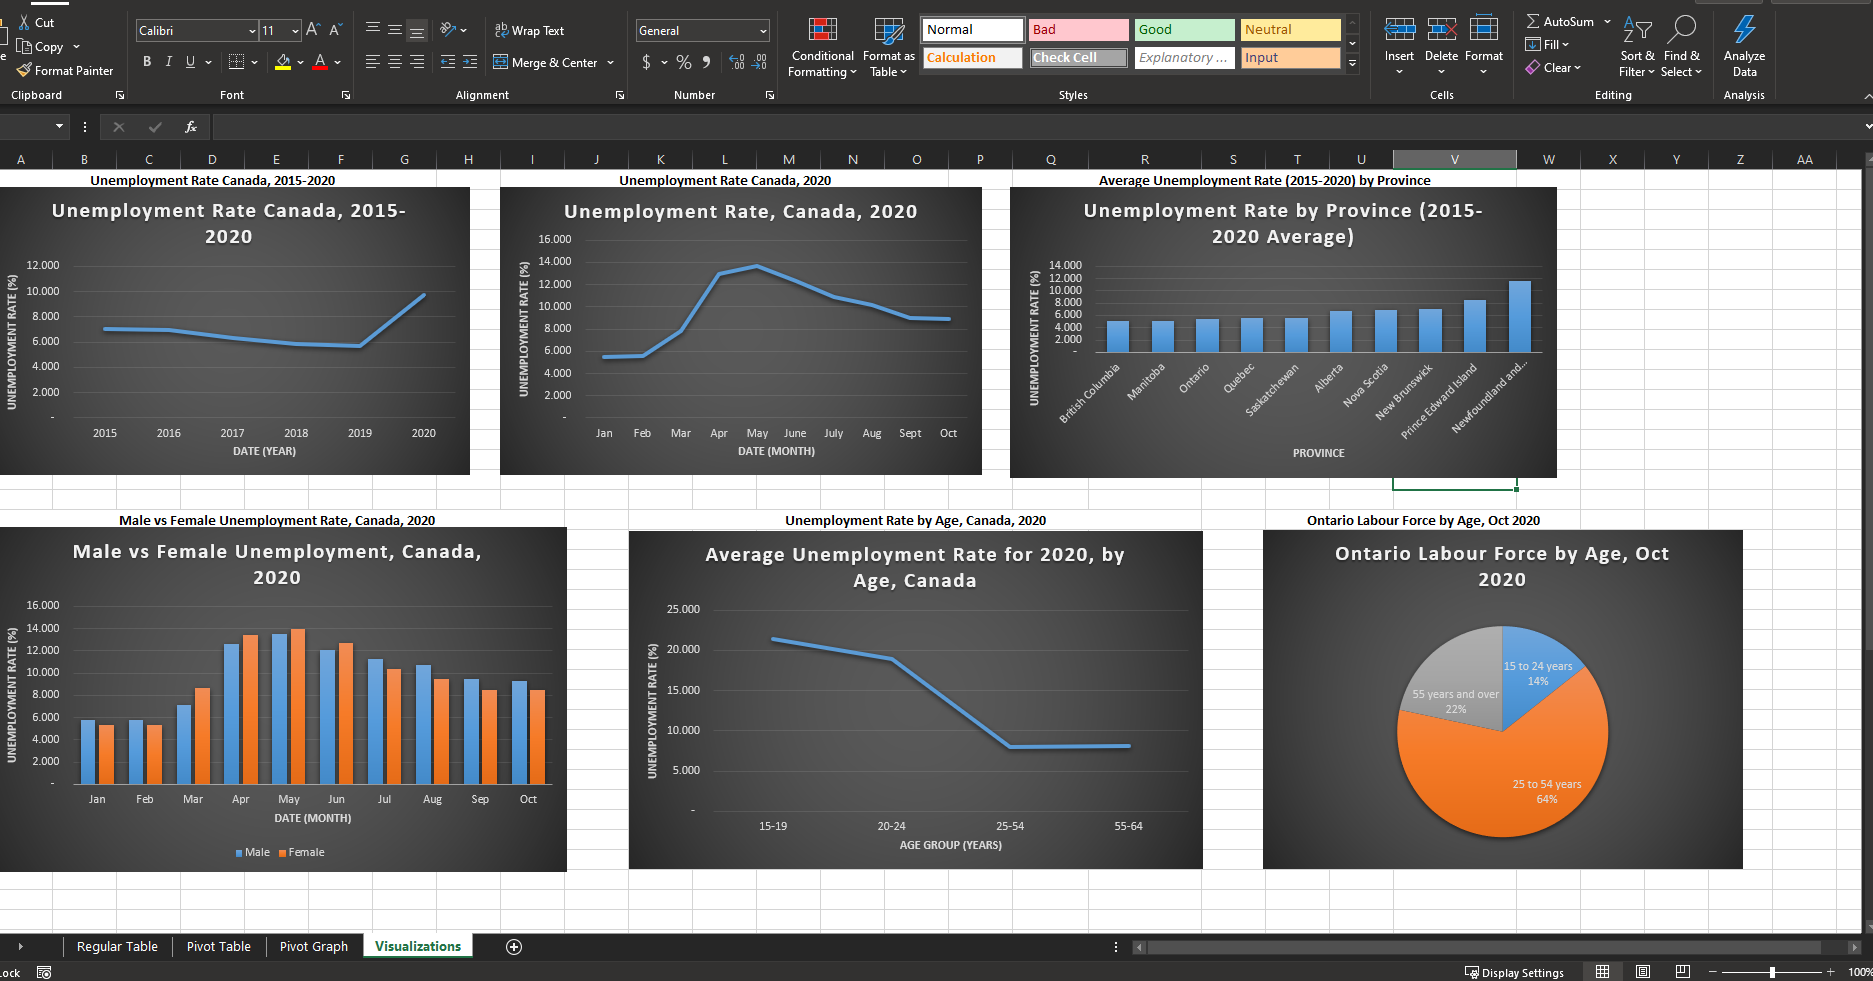 Cut
Copy
Format Painter
Clipboard
Calibri 11
B I U
Font
Wrap Text
Merge & Center
Alignment
General
$ % 9
Number
Conditional Formatting
Format as Table
Normal Bad Good Neutral
Calculation Check Cell Explanatory ... Input
Styles
Insert Delete Format
Cells
AutoSum
Fill
Clear
Sort & Filter
Find & Select
Editing
Analyze Data
Analysis
fx
A B C D E F G H I J K L M N O P Q R S T U V W X Y Z AA
Unemployment Rate Canada, 2015-2020
Unemployment Rate Canada, 2015-
2020
UNEMPLOYMENT RATE (%)
12.000
10.000
8.000
6.000
4.000
2.000
-
2015 2016 2017 2018 2019 2020
DATE (YEAR)
Unemployment Rate Canada, 2020
Unemployment Rate, Canada, 2020
UNEMPLOYMENT RATE (%)
16.000
14.000
12.000
10.000
8.000
6.000
4.000
2.000
-
Jan Feb Mar Apr May June July Aug Sept Oct
DATE (MONTH)
Average Unemployment Rate (2015-2020) by Province
Unemployment Rate by Province (2015-
2020 Average)
UNEMPLOYMENT RATE (%)
14.000
12.000
10.000
8.000
6.000
4.000
2.000
-
British Columbia
Manitoba
Ontario
Quebec
Saskatchewan
Alberta
Nova Scotia
New Brunswick
Prince Edward Island
Newfoundland and...
PROVINCE
Male vs Female Unemployment Rate, Canada, 2020
Male vs Female Unemployment, Canada,
2020
UNEMPLOYMENT RATE (%)
16.000
14.000
12.000
10.000
8.000
6.000
4.000
2.000
-
Jan Feb Mar Apr May Jun Jul Aug Sep Oct
DATE (MONTH)
Male Female
Unemployment Rate by Age, Canada, 2020
Average Unemployment Rate for 2020, by
Age, Canada
UNEMPLOYMENT RATE (%)
25.000
20.000
15.000
10.000
5.000
-
15-19 20-24 25-54 55-64
AGE GROUP (YEARS)
Ontario Labour Force by Age, Oct 2020
Ontario Labour Force by Age, Oct
2020
15 to 24 years
14%
55 years and over
22%
25 to 54 years
64%
Regular Table Pivot Table Pivot Graph Visualizations
Display Settings
100%